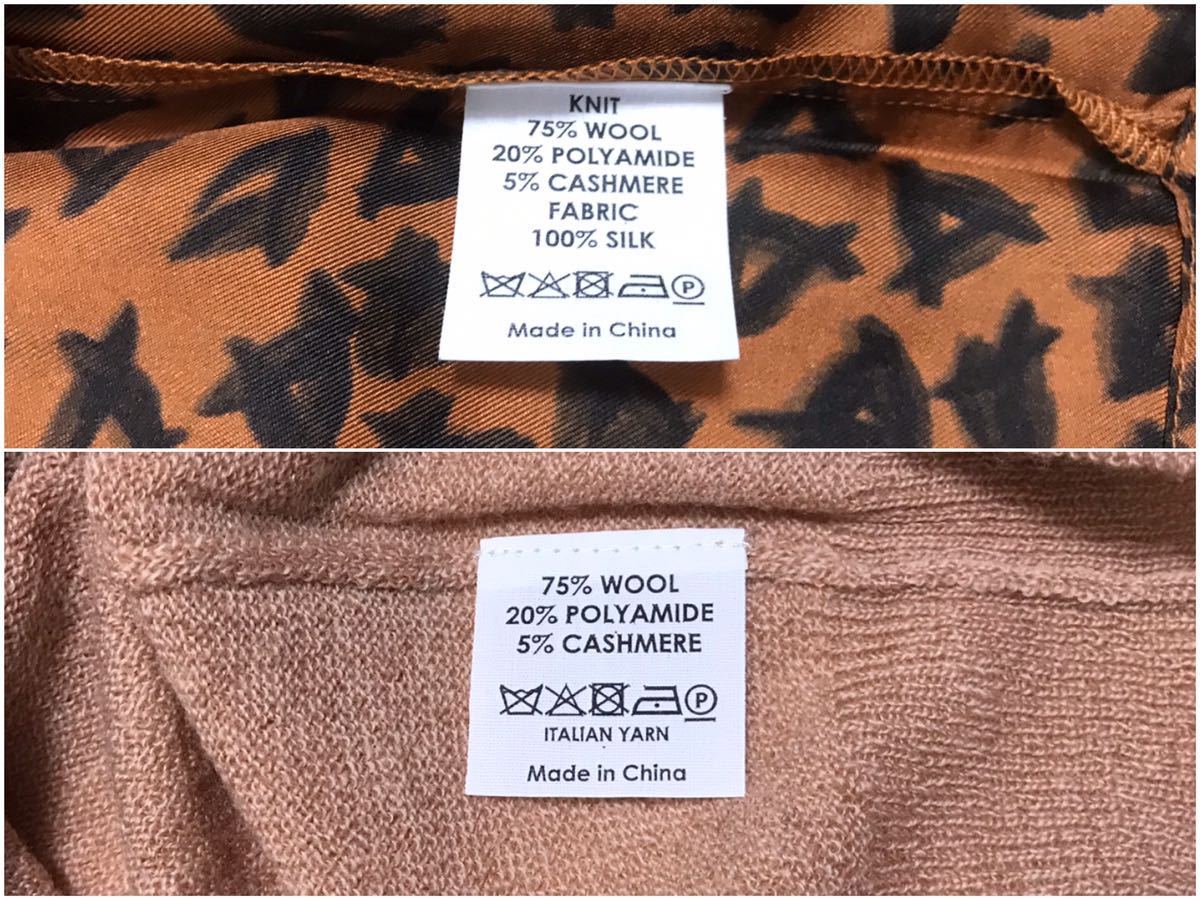 KNIT
75% WOOL
20% POLYAMIDE
5% CASHMERE
FABRIC
100% SILK
P
Made in China
75% WOOL
20% POLYAMIDE
5% CASHMERE
P
ITALIAN YARN
Made in China